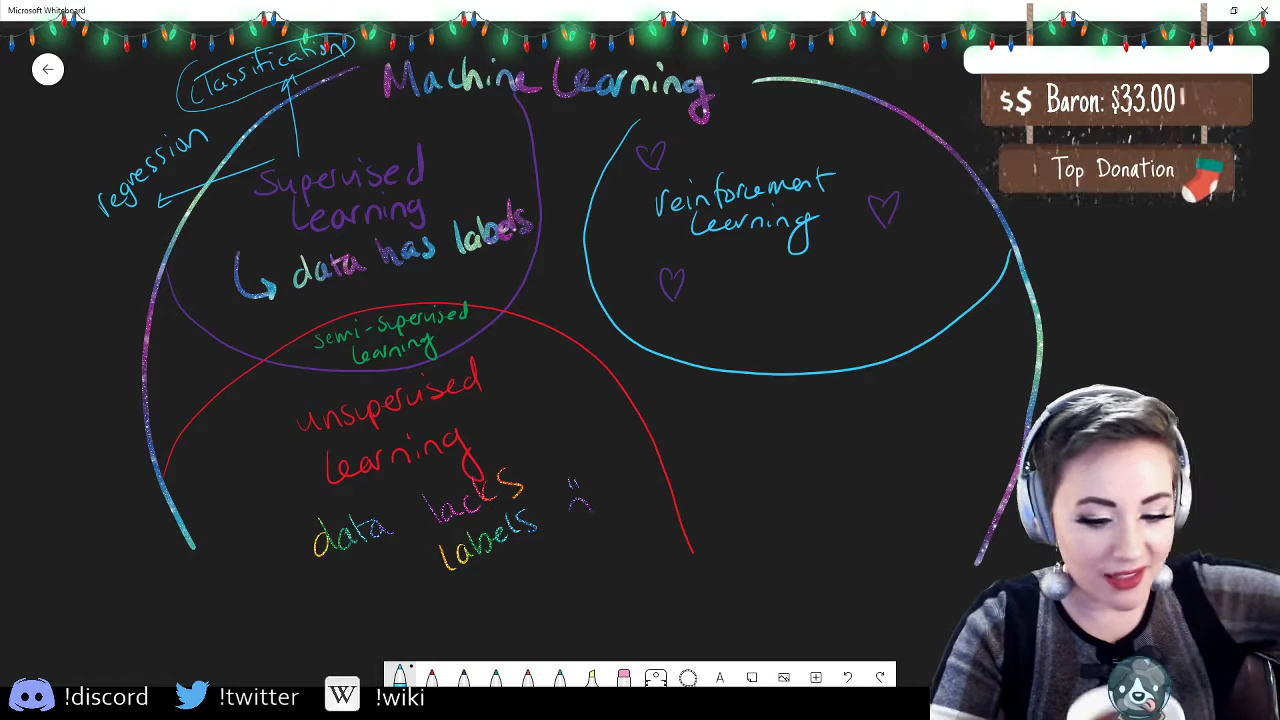 Microsoft Whiteboard
Classification
Machine Learning
regression
Supervised
Learning
data has labels
semi-supervised
learning
unsupervised
learning
data lacks
labels
reinforcement
Learning
$$ Baron: $33.00
Top Donation
A
!discord
!twitter
W !wiki